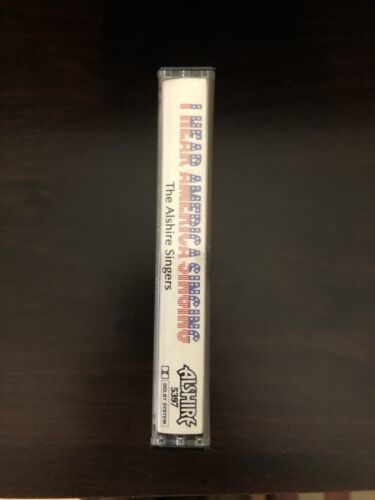 I HEAR AMERICA SINGING
The Alshire Singers
ALSHIRE
5397
DOLBY SYSTEM